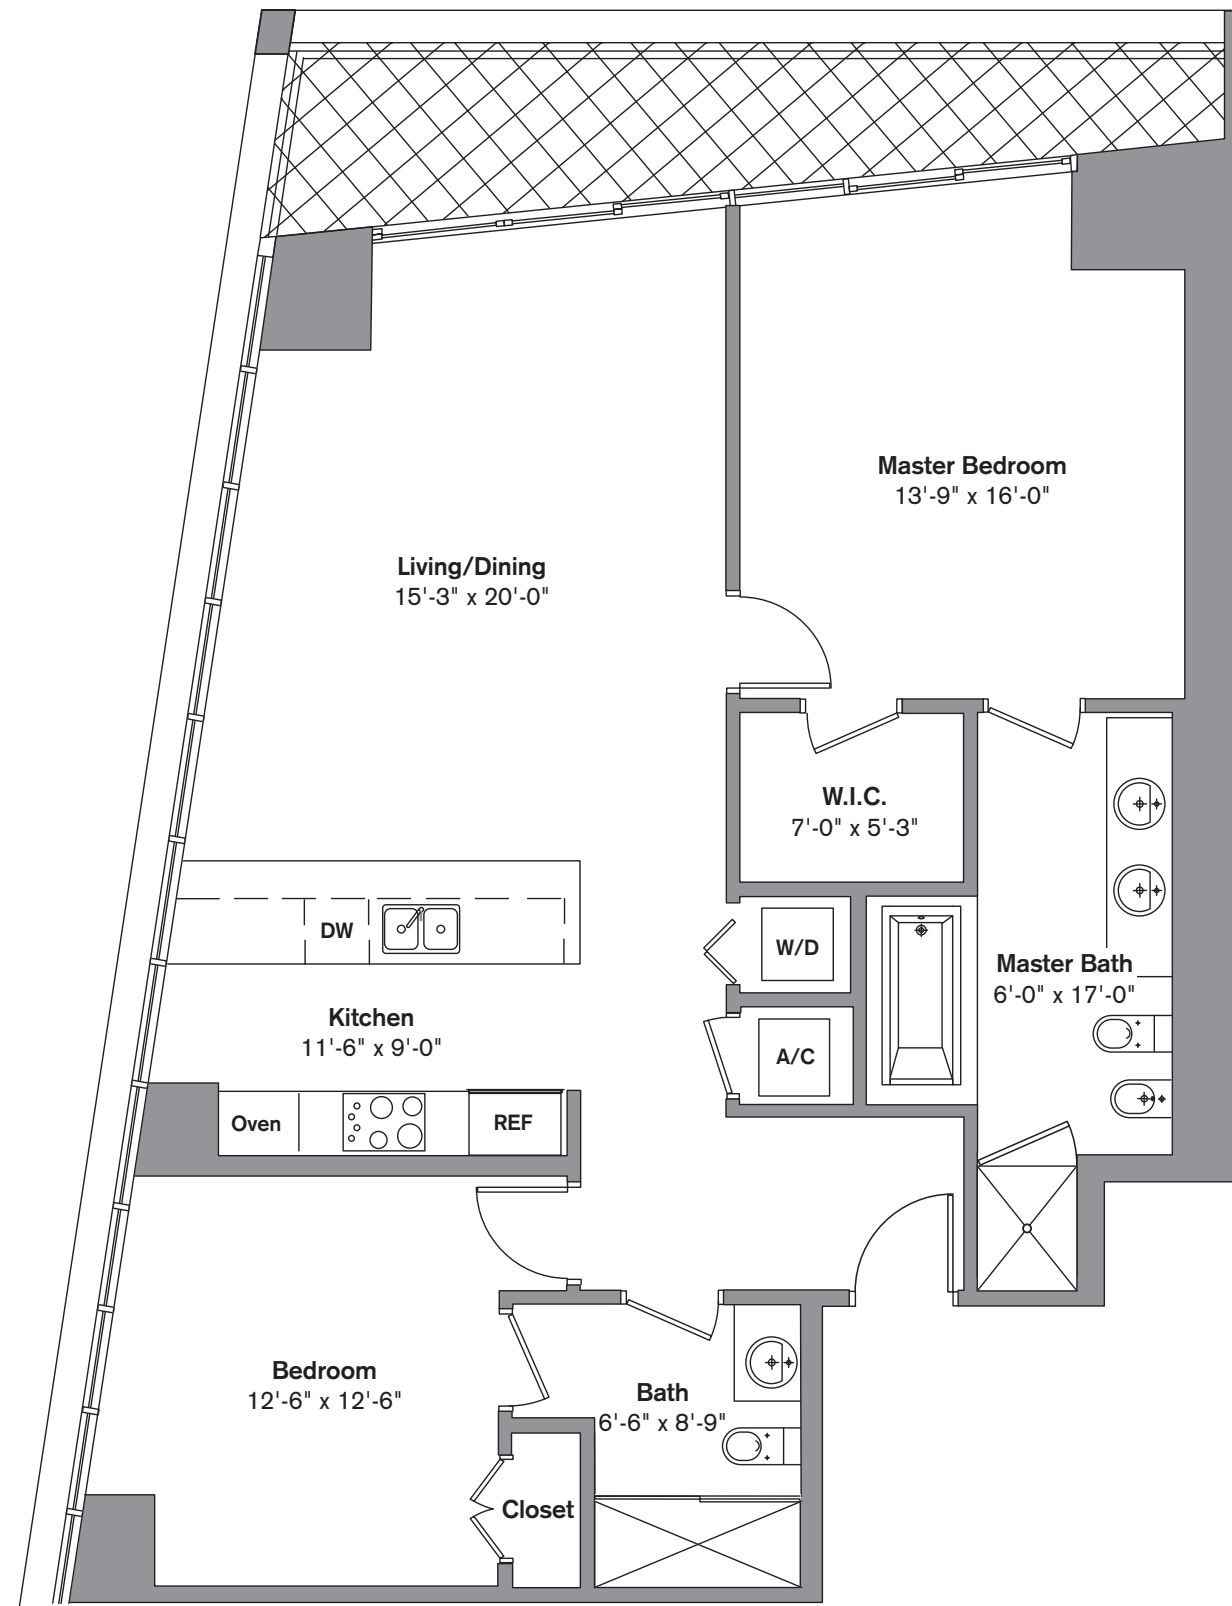 Master Bedroom
13'-9" x 16'-0"
Living/Dining
15'-3" x 20'-0"
W.I.C.
7'-0" x 5'-3"
DW
W/D
Master Bath
6'-0" x 17'-0"
Kitchen
11'-6" x 9'-0"
A/C
Oven
REF
Bedroom
12'-6" x 12'-6"
Bath
6'-6" x 8'-9"
Closet